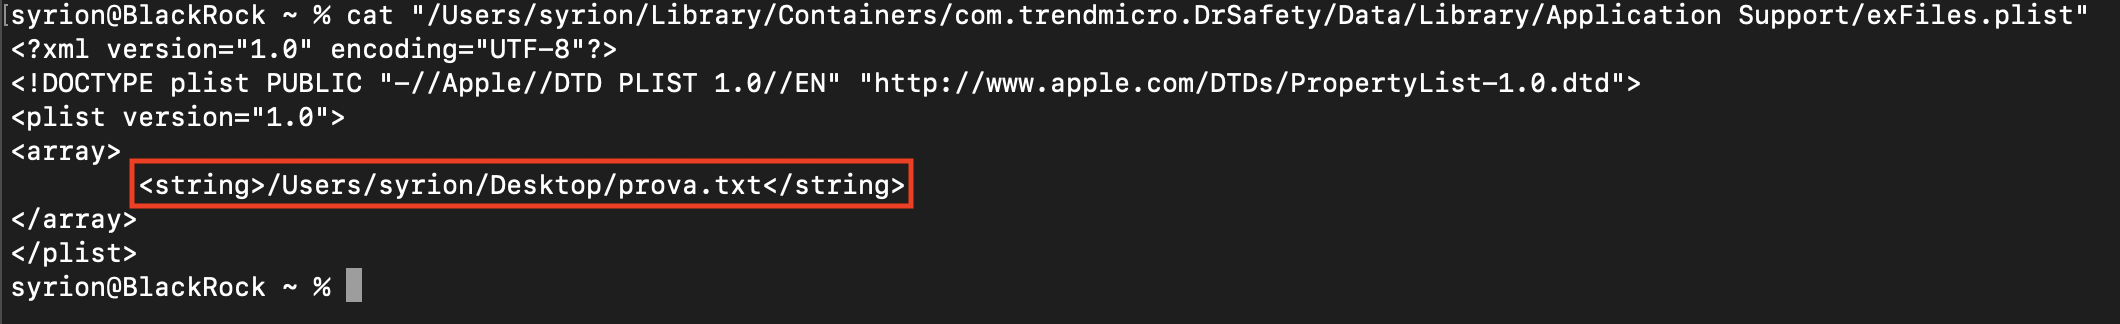 [syrion@BlackRock ~ % cat "/Users/syrion/Library/Containers/com.trendmicro.DrSafety/Data/Library/Application Support/exFiles.plist"
<?xml version="1.0" encoding="UTF-8"?>
<!DOCTYPE plist PUBLIC "-//Apple//DTD PLIST 1.0//EN" "http://www.apple.com/DTDs/PropertyList-1.0.dtd">
<plist version="1.0">
<array>
<string>/Users/syrion/Desktop/prova.txt</string>
</array>
</plist>
syrion@BlackRock ~ %